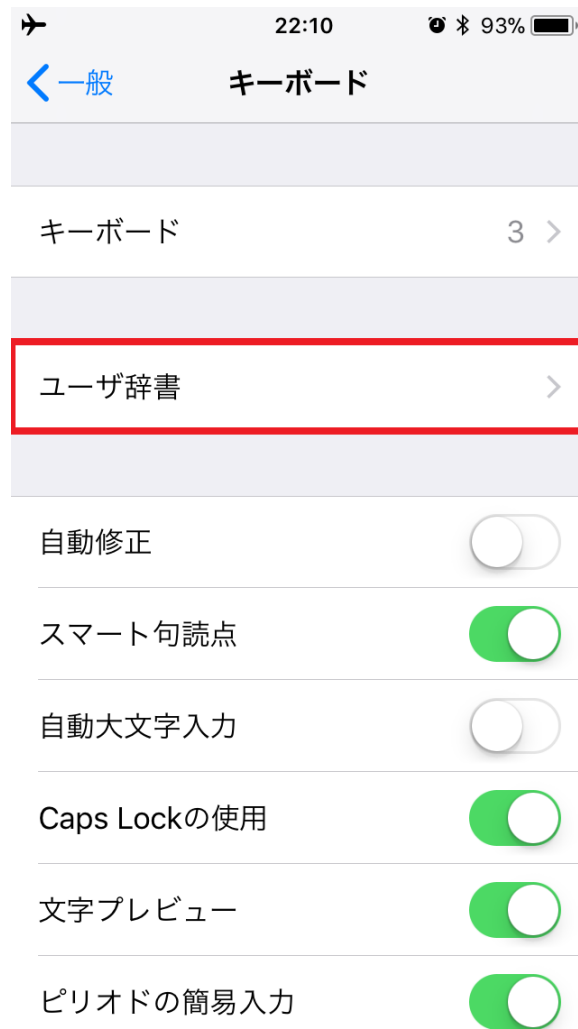 22:10 93%
一般 キーボード
キーボード 3
ユーザ辞書
自動修正
スマート句読点
自動大文字入力
Caps Lockの使用
文字プレビュー
ピリオドの簡易入力